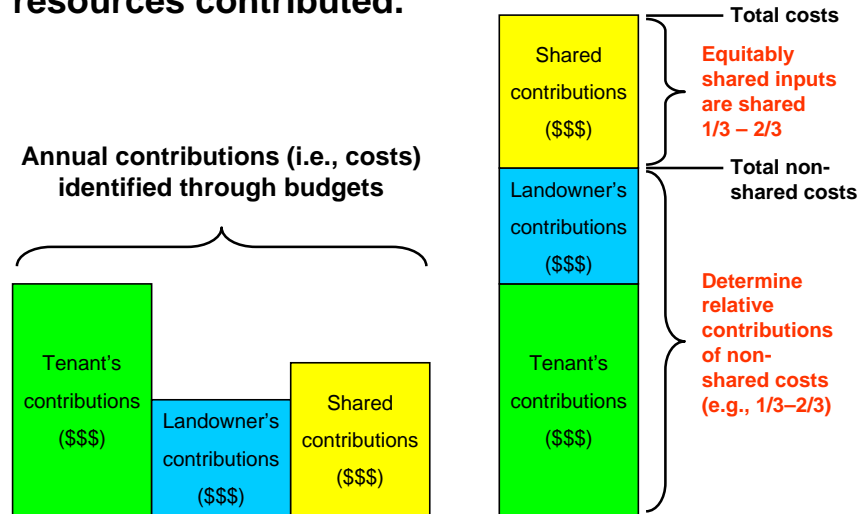 resources contributed.
Annual contributions (i.e., costs)
identified through budgets
Tenant's
contributions
($$$)
Landowner's
contributions
($$$)
Shared
contributions
($$$)
Shared
contributions
($$$)
Landowner's
contributions
($$$)
Tenant's
contributions
($$$)
Total costs
Equitably
shared inputs
are shared
1/3 – 2/3
Total non-
shared costs
Determine
relative
contributions
of non-
shared costs
(e.g., 1/3–2/3)